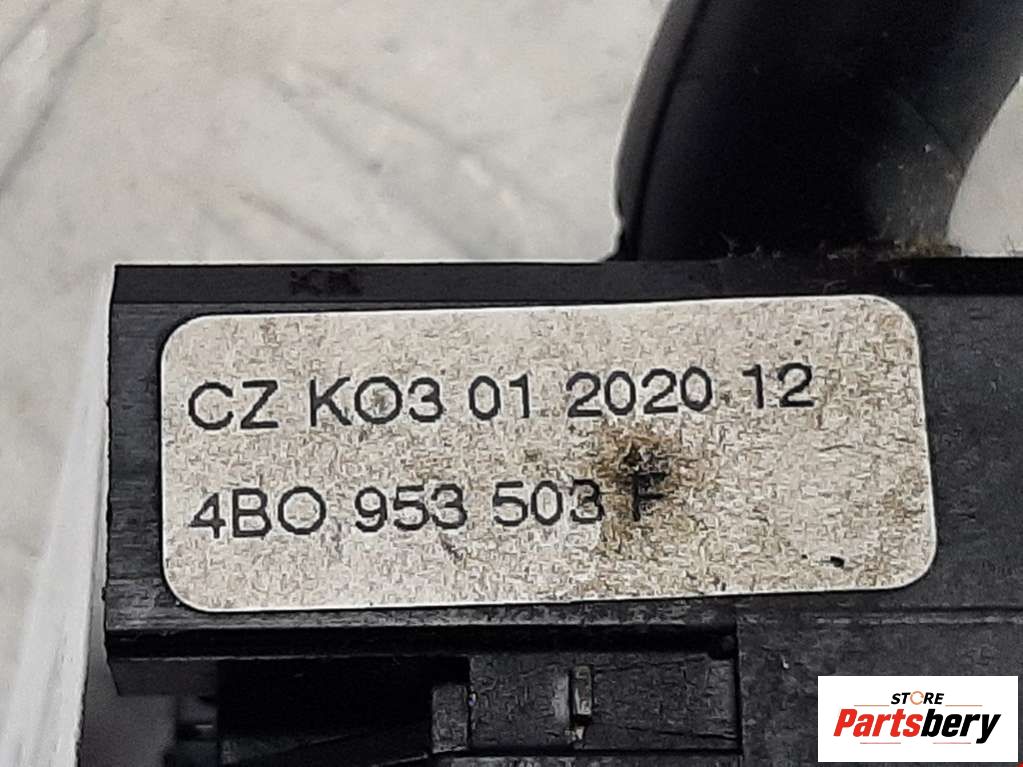 CZ KO3 01 2020 12
4BO 953 503 F
STORE
Partsbery